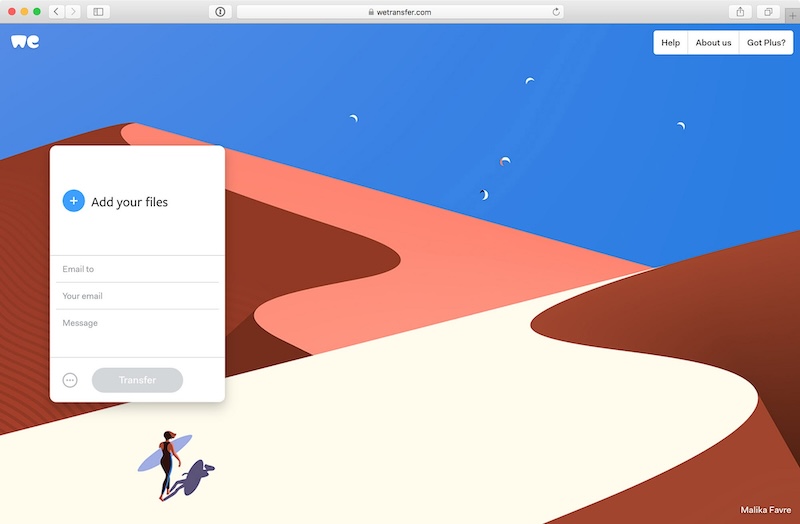 wetransfer.com
we
Help
About us
Got Plus?
Add your files
Email to
Your email
Message
Transfer
Malika Favre